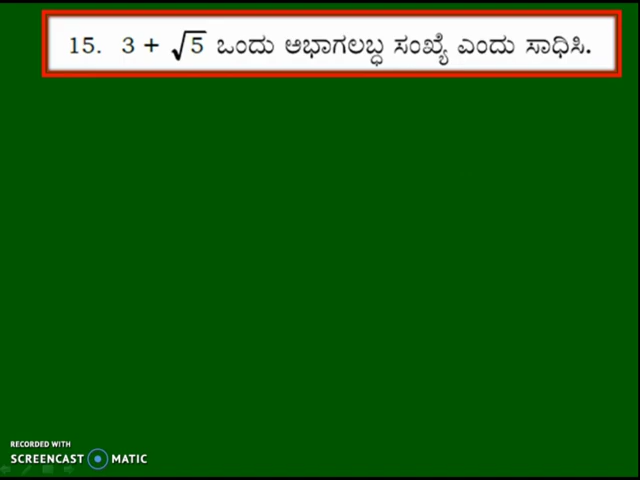 15. 3 + √5 ಒಂದು ಅಭಾಗಲಬ್ಧ ಸಂಖ್ಯೆ ಎಂದು ಸಾಧಿಸಿ.
RECORDED WITH
SCREENCAST MATIC